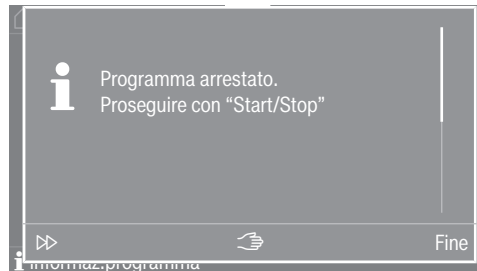 Programma arrestato.
Proseguire con “Start/Stop”
Fine
Informaz.programma